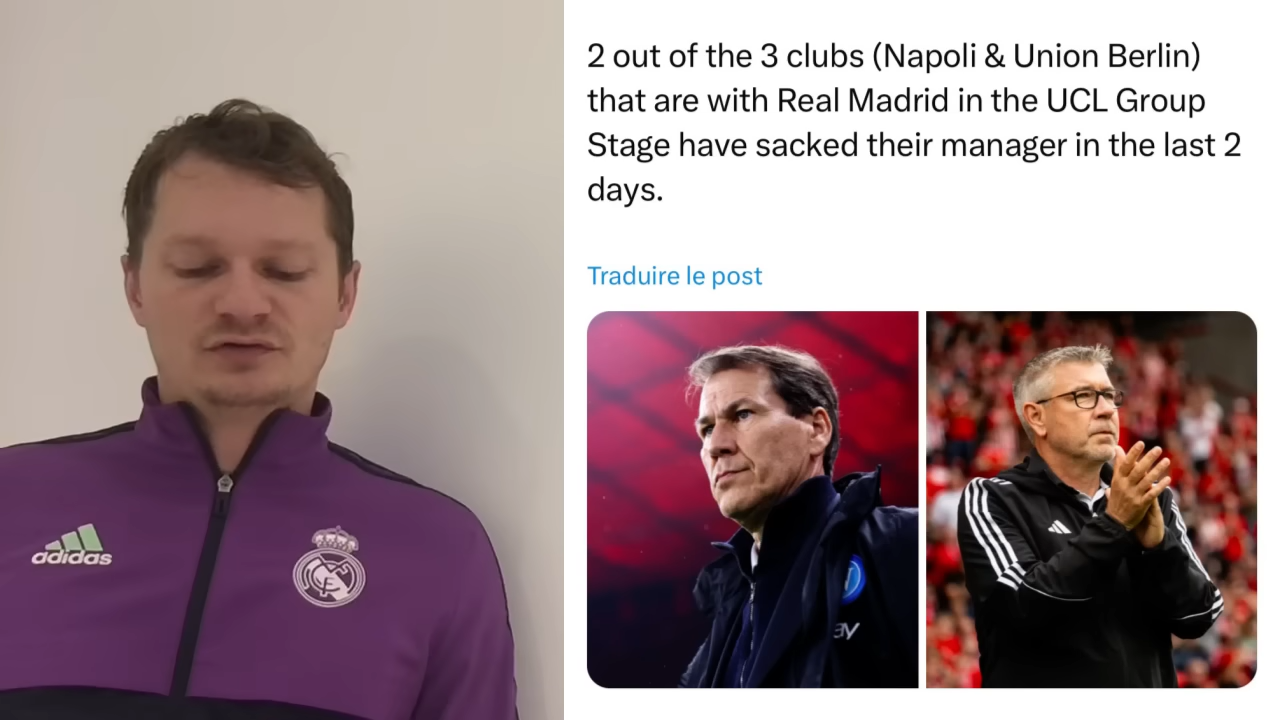 2 out of the 3 clubs (Napoli & Union Berlin)
that are with Real Madrid in the UCL Group
Stage have sacked their manager in the last 2
days.
Traduire le post
adidas
ay